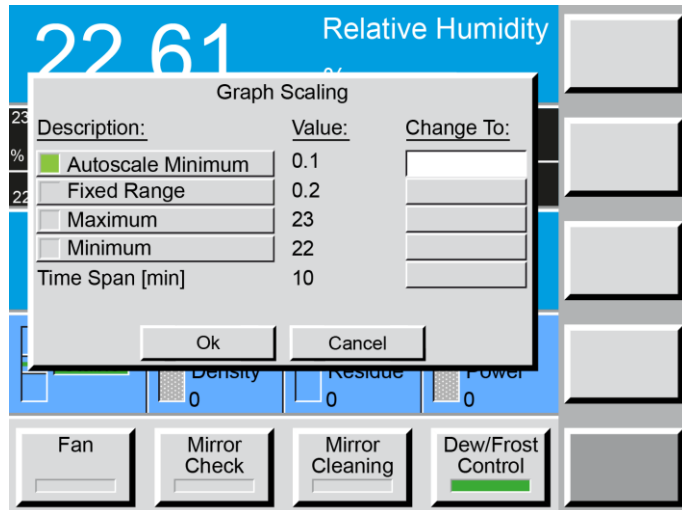 22.61
Relative Humidity
%
Graph Scaling
23
Description: Value: Change To:
% Autoscale Minimum 0.1
22 Fixed Range 0.2
Maximum 23
Minimum 22
Time Span [min] 10
Ok Cancel
Density Residue Power
0 0 0
Fan Mirror Mirror Dew/Frost
Check Cleaning Control